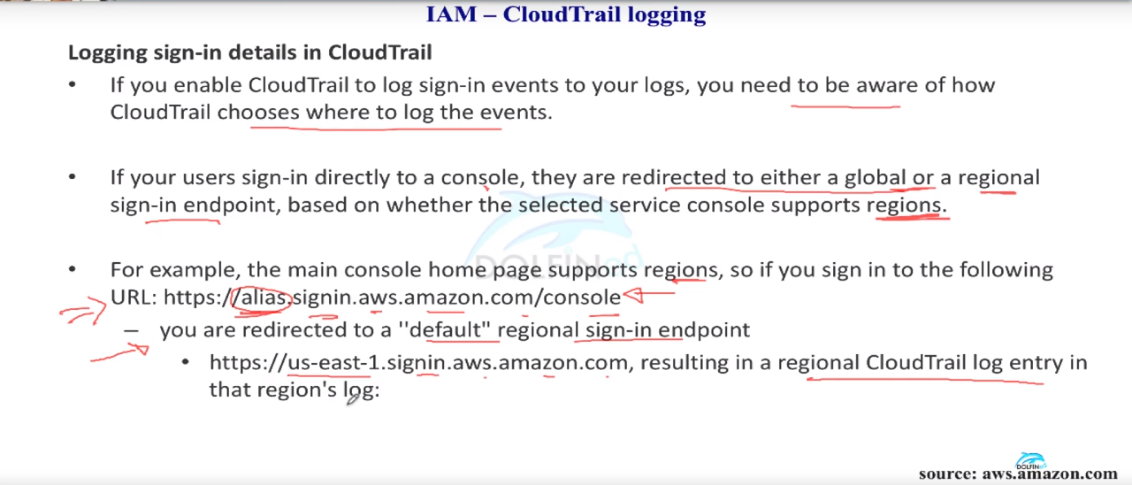 IAM – CloudTrail logging
Logging sign-in details in CloudTrail
• If you enable CloudTrail to log sign-in events to your logs, you need to be aware of how
CloudTrail chooses where to log the events.
• If your users sign-in directly to a console, they are redirected to either a global or a regional
sign-in endpoint, based on whether the selected service console supports regions.
DOLFINed
• For example, the main console home page supports regions, so if you sign in to the following
URL: https://alias.signin.aws.amazon.com/console
– you are redirected to a "default" regional sign-in endpoint
• https://us-east-1.signin.aws.amazon.com, resulting in a regional CloudTrail log entry in
that region's log:
DOLFINed
source: aws.amazon.com